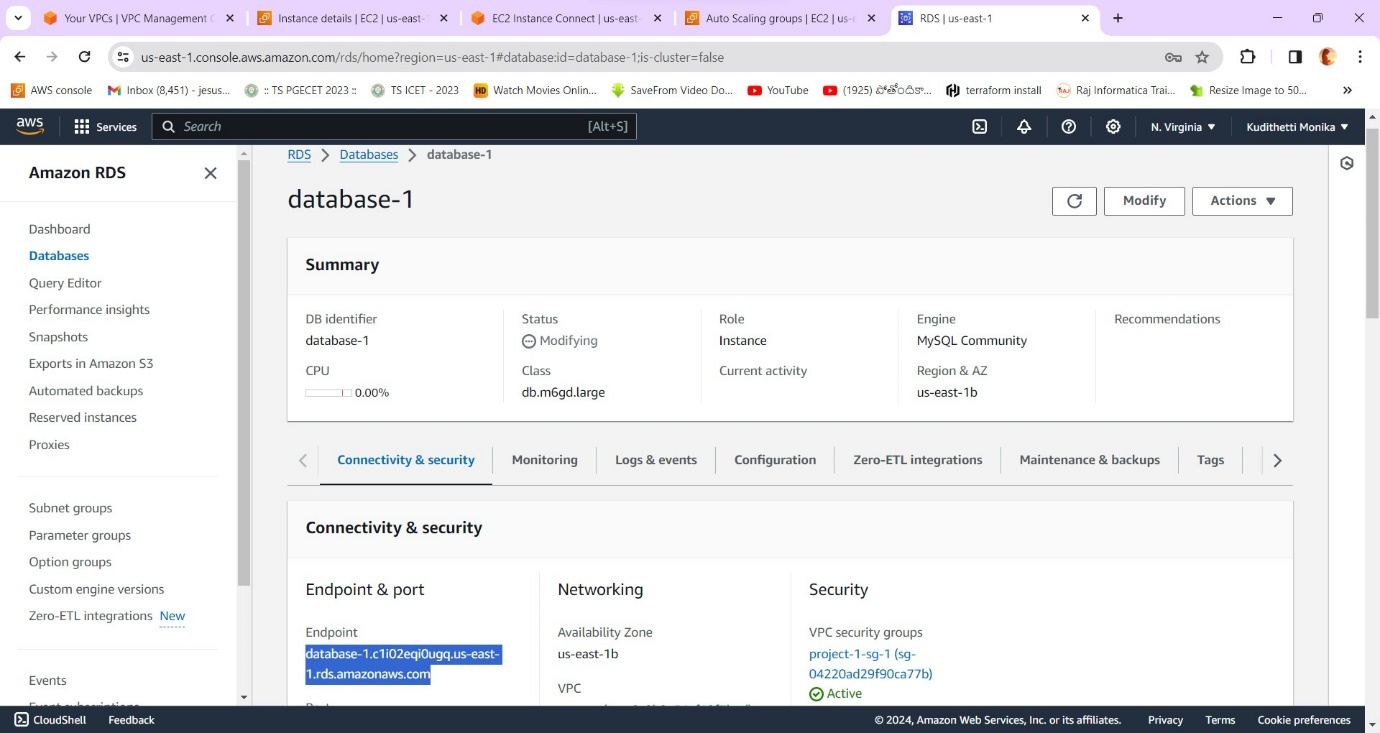 Your VPCs | VPC Management C
Instance details | EC2 | us-east-
EC2 Instance Connect | us-east-
Auto Scaling groups | EC2 | us-e
RDS | us-east-1
us-east-1.console.aws.amazon.com/rds/home?region=us-east-1#database:id=database-1;is-cluster=false
AWS console
Inbox (8,451) - jesus...
:: TS PGECET 2023 ::
TS ICET - 2023
HD
Watch Movies Onlin...
SaveFrom Video Do...
YouTube
(1925)
terraform install
Raj Informatica Trai...
Resize Image to 50...
»
aws
Services
Search
[Alt+S]
N. Virginia
Kudithetti Monika
Amazon RDS
Dashboard
Databases
Query Editor
Performance insights
Snapshots
Exports in Amazon S3
Automated backups
Reserved instances
Proxies
Subnet groups
Parameter groups
Option groups
Custom engine versions
Zero-ETL integrations New
Events
Event subscriptions
RDS > Databases > database-1
database-1
Modify
Actions
Summary
DB identifier
database-1
CPU
0.00%
Status
Modifying
Class
db.m6gd.large
Role
Instance
Current activity
Engine
MySQL Community
Region & AZ
us-east-1b
Recommendations
Connectivity & security
Monitoring
Logs & events
Configuration
Zero-ETL integrations
Maintenance & backups
Tags
Connectivity & security
Endpoint & port
Endpoint
database-1.c1i02eqi0ugq.us-east-
1.rds.amazonaws.com
Networking
Availability Zone
us-east-1b
VPC
Security
VPC security groups
project-1-sg-1 (sg-
04220ad29f90ca77b)
Active
CloudShell
Feedback
© 2024, Amazon Web Services, Inc. or its affiliates.
Privacy
Terms
Cookie preferences